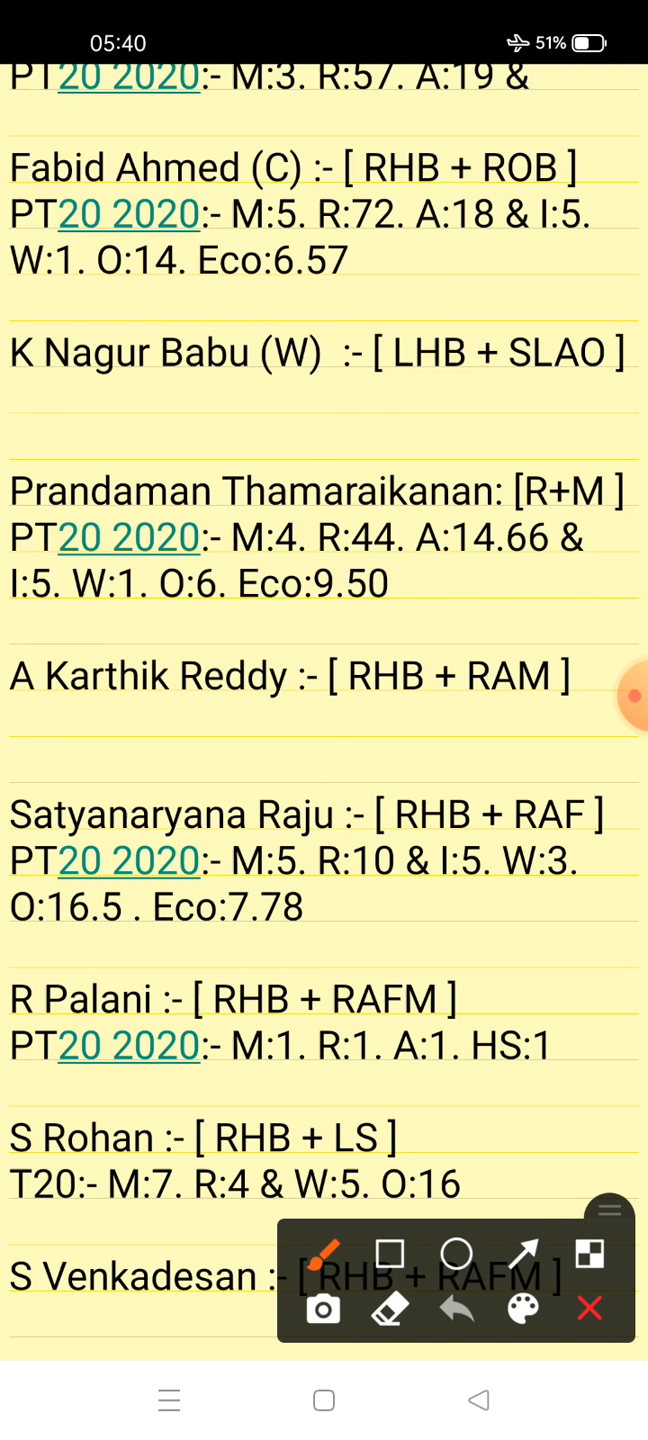 05:40
51%
PT20 2020:- M:3. R:57. A:19 &
Fabid Ahmed (C) :- [ RHB + ROB ]
PT20 2020:- M:5. R:72. A:18 & I:5.
W:1. O:14. Eco:6.57
K Nagur Babu (W) :- [ LHB + SLAO ]
Prandaman Thamaraikanan: [R+M ]
PT20 2020:- M:4. R:44. A:14.66 &
I:5. W:1. O:6. Eco:9.50
A Karthik Reddy :- [ RHB + RAM ]
Satyanaryana Raju :- [ RHB + RAF ]
PT20 2020:- M:5. R:10 & I:5. W:3.
O:16.5 . Eco:7.78
R Palani :- [ RHB + RAFM ]
PT20 2020:- M:1. R:1. A:1. HS:1
S Rohan :- [ RHB + LS ]
T20:- M:7. R:4 & W:5. O:16
S Venkadesan :- [ RHB + RAFM ]